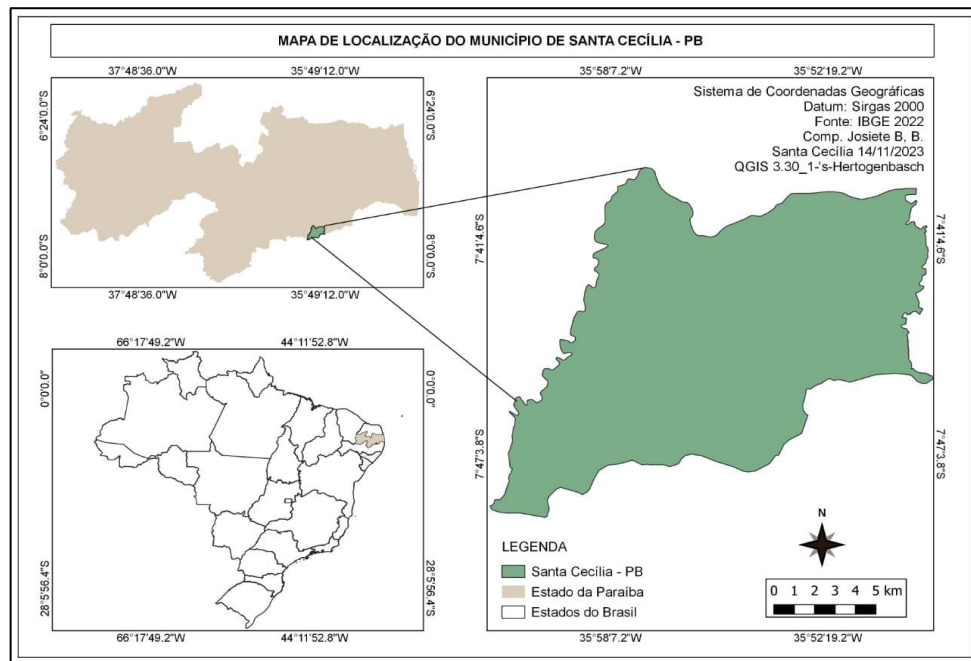 MAPA DE LOCALIZAÇÃO DO MUNICÍPIO DE SANTA CECÍLIA - PB
37°48'36.0"W 35°49'12.0"W
6°24'0.0"S 6°24'0.0"S
8°0'0.0"S 8°0'0.0"S
37°48'36.0"W 35°49'12.0"W
66°17'49.2"W 44°11'52.8"W
0°0'0.0" 0°0'0.0"
28°5'56.4"S 28°5'56.4"S
66°17'49.2"W 44°11'52.8"W
35°58'7.2"W 35°52'19.2"W
Sistema de Coordenadas Geográficas
Datum: Sirgas 2000
Fonte: IBGE 2022
Comp. Josiete B, B.
Santa Cecília 14/11/2023
QGIS 3.30_1-'s-Hertogenbasch
7°41'4.6"S 7°41'4.6"S
7°47'3.8"S 7°47'3.8"S
N
LEGENDA
Santa Cecília - PB
Estado da Paraíba
Estados do Brasil
0 1 2 3 4 5 km
35°58'7.2"W 35°52'19.2"W